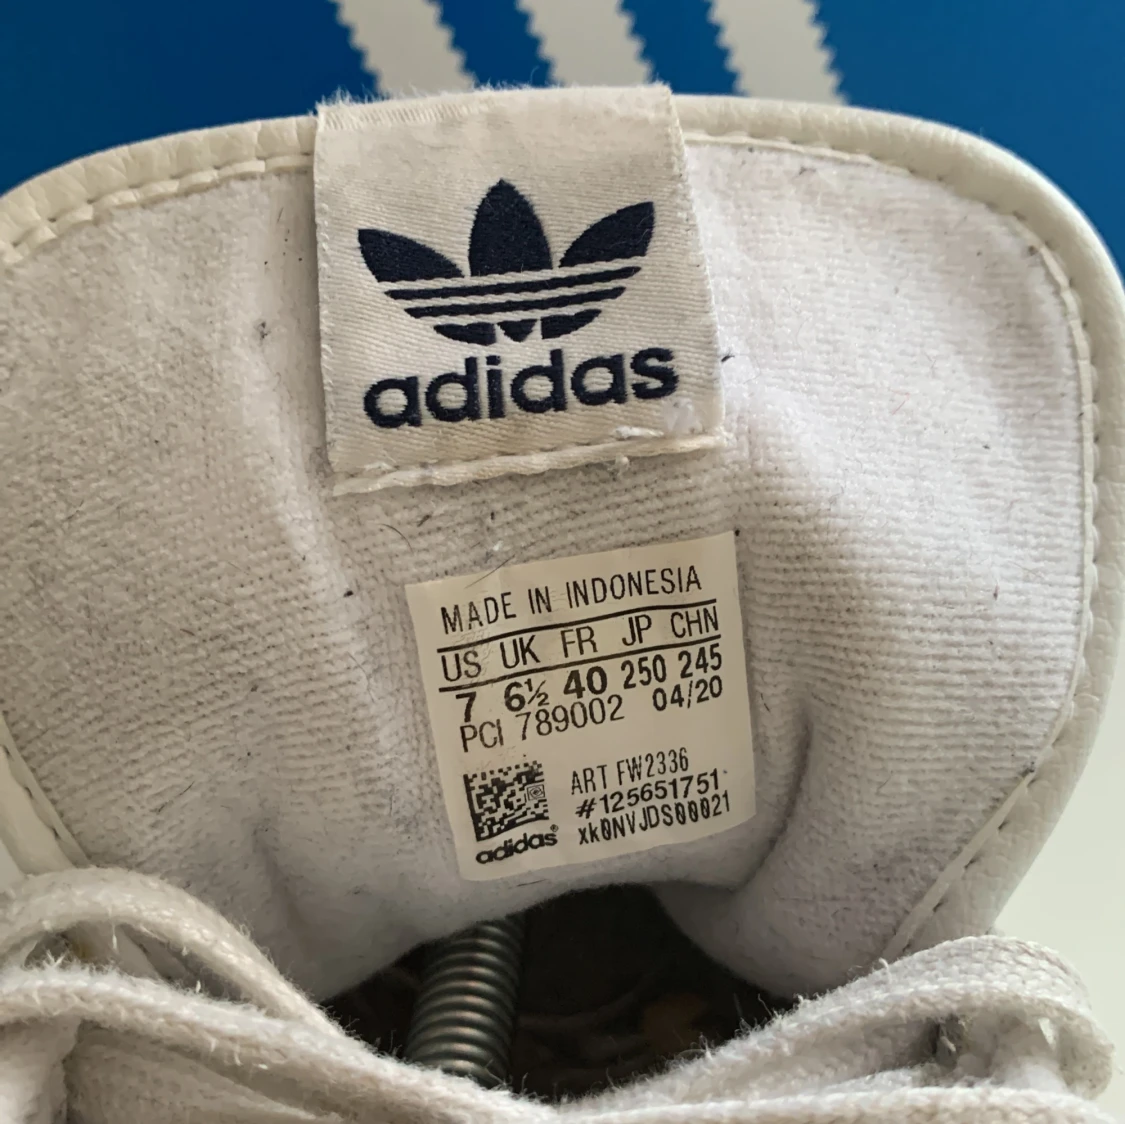 adidas
MADE IN INDONESIA
US UK FR JP CHN
7 6½ 40 250 245
PCI 789002 04/20
ART FW2336
#125651751
xk0NVJDS00021
adidas®